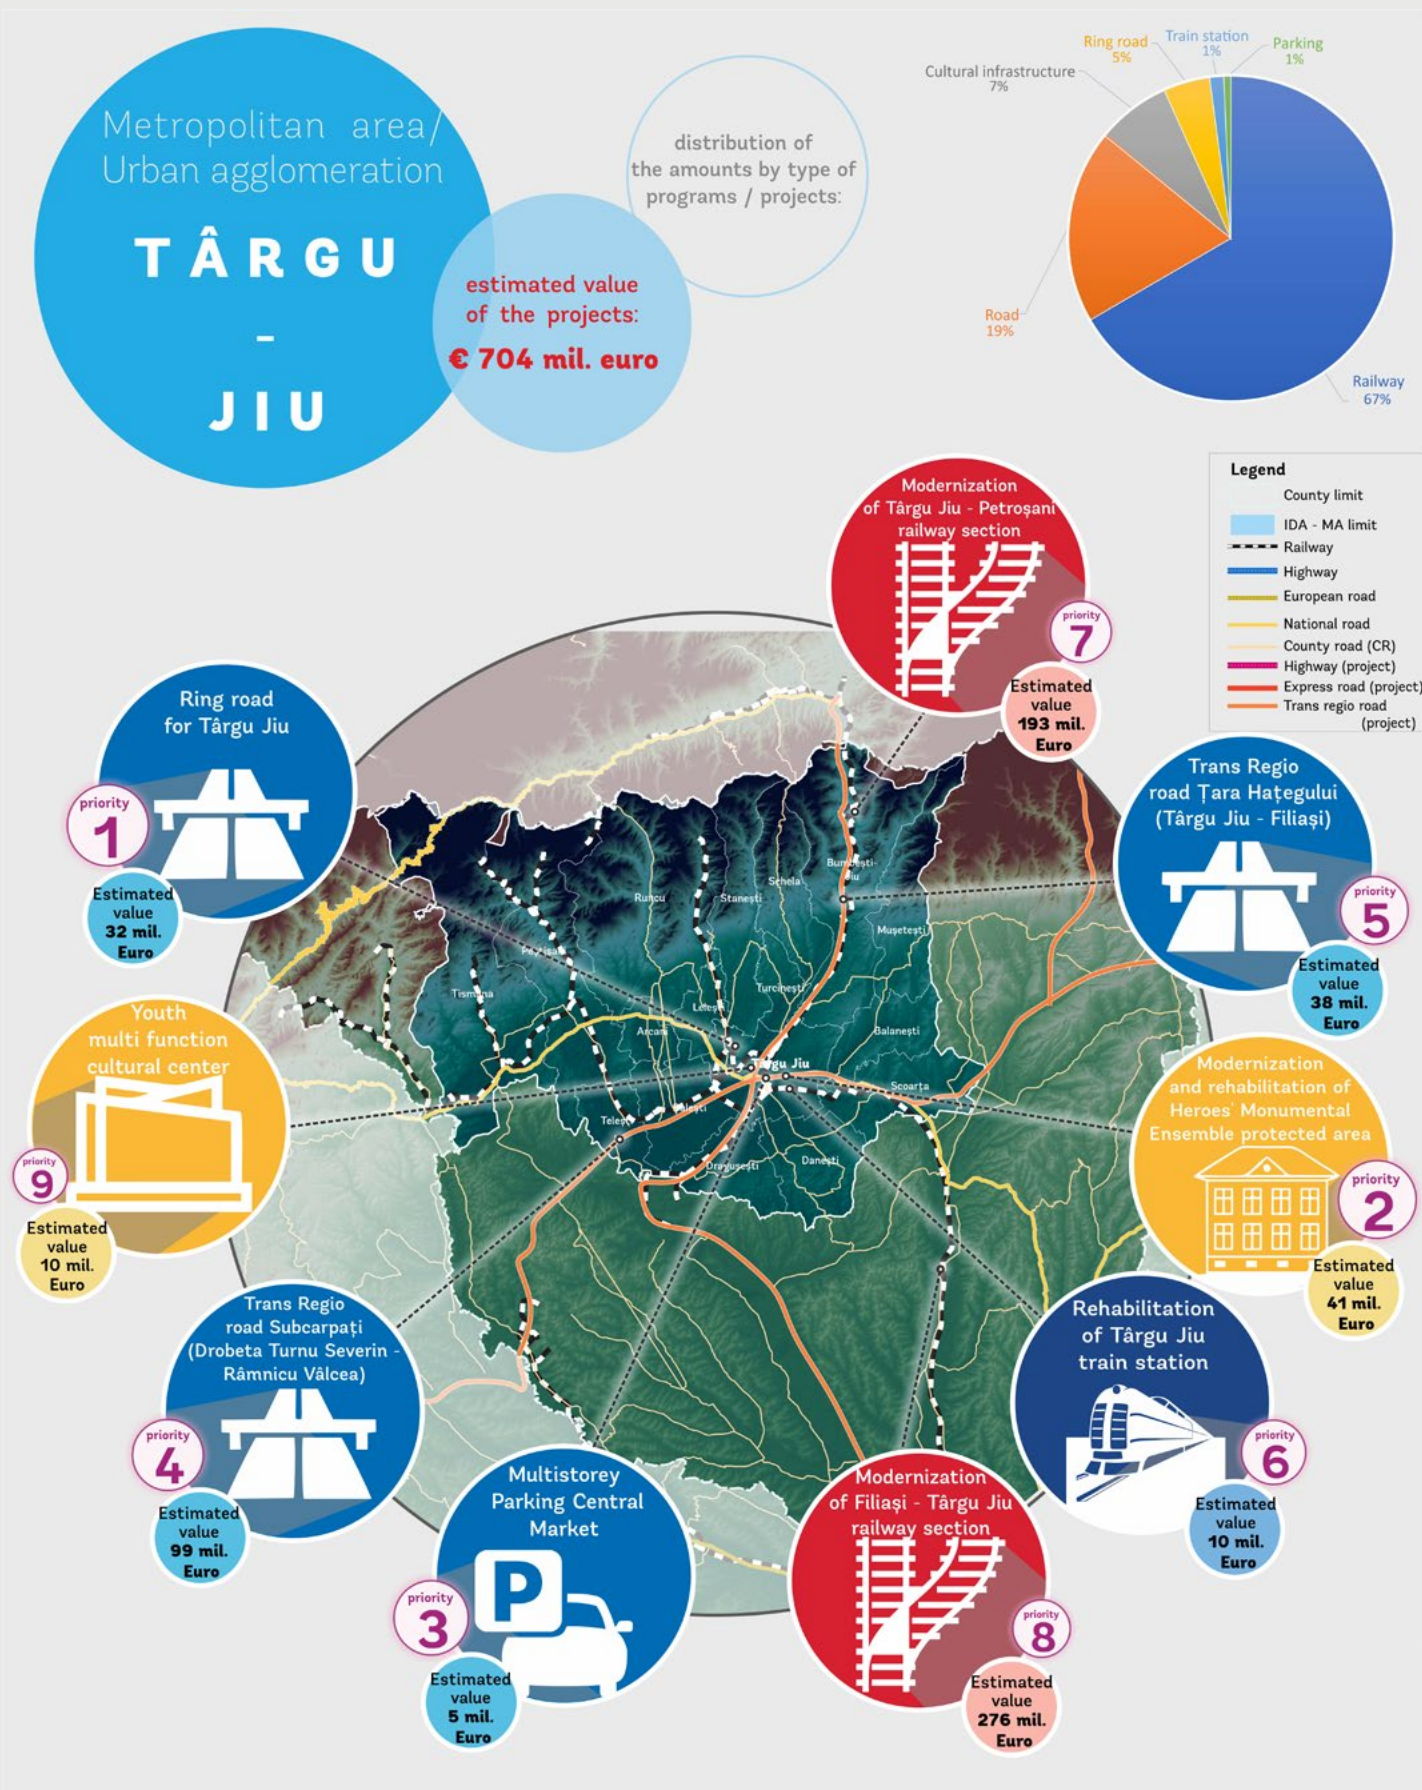 Metropolitan area/
Urban agglomeration
TÂRGU
-
JIU
estimated value
of the projects:
€ 704 mil. euro
distribution of
the amounts by type of
programs / projects:
Cultural infrastructure
7%
Ring road
5%
Train station
1%
Parking
1%
Road
19%
Railway
67%
Legend
County limit
IDA - MA limit
Railway
Highway
European road
National road
County road (CR)
Highway (project)
Express road (project)
Trans regio road
(project)
Modernization
of Târgu Jiu - Petroșani
railway section
priority
7
Estimated
value
193 mil.
Euro
Ring road
for Târgu Jiu
priority
1
Estimated
value
32 mil.
Euro
Trans Regio
road Țara Hațegului
(Târgu Jiu - Filiași)
priority
5
Estimated
value
38 mil.
Euro
Runcu
Stanești
Schela
Mușetești
Tismana
Turcinești
Arcani
Balanești
Târgu Jiu
Scoarța
Telești
Dragușești
Danești
Youth
multi function
cultural center
priority
9
Estimated
value
10 mil.
Euro
Modernization
and rehabilitation of
Heroes' Monumental
Ensemble protected area
priority
2
Estimated
value
41 mil.
Euro
Trans Regio
road Subcarpați
(Drobeta Turnu Severin -
Râmnicu Vâlcea)
priority
4
Estimated
value
99 mil.
Euro
Rehabilitation
of Târgu Jiu
train station
priority
6
Estimated
value
10 mil.
Euro
Multistorey
Parking Central
Market
P
priority
3
Estimated
value
5 mil.
Euro
Modernization
of Filiași - Târgu Jiu
railway section
priority
8
Estimated
value
276 mil.
Euro